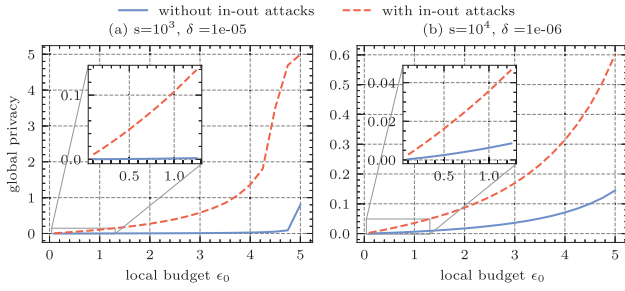 without in-out attacks with in-out attacks
(a) s=10³, δ =1e-05 (b) s=10⁴, δ =1e-06
global privacy
5
4
3
2
1
0
0 1 2 3 4 5
0.1
0.0
0.5 1.0
local budget ϵ₀
0.6
0.5
0.4
0.3
0.2
0.1
0.0
0 1 2 3 4 5
0.04
0.02
0.00
0.5 1.0
local budget ϵ₀